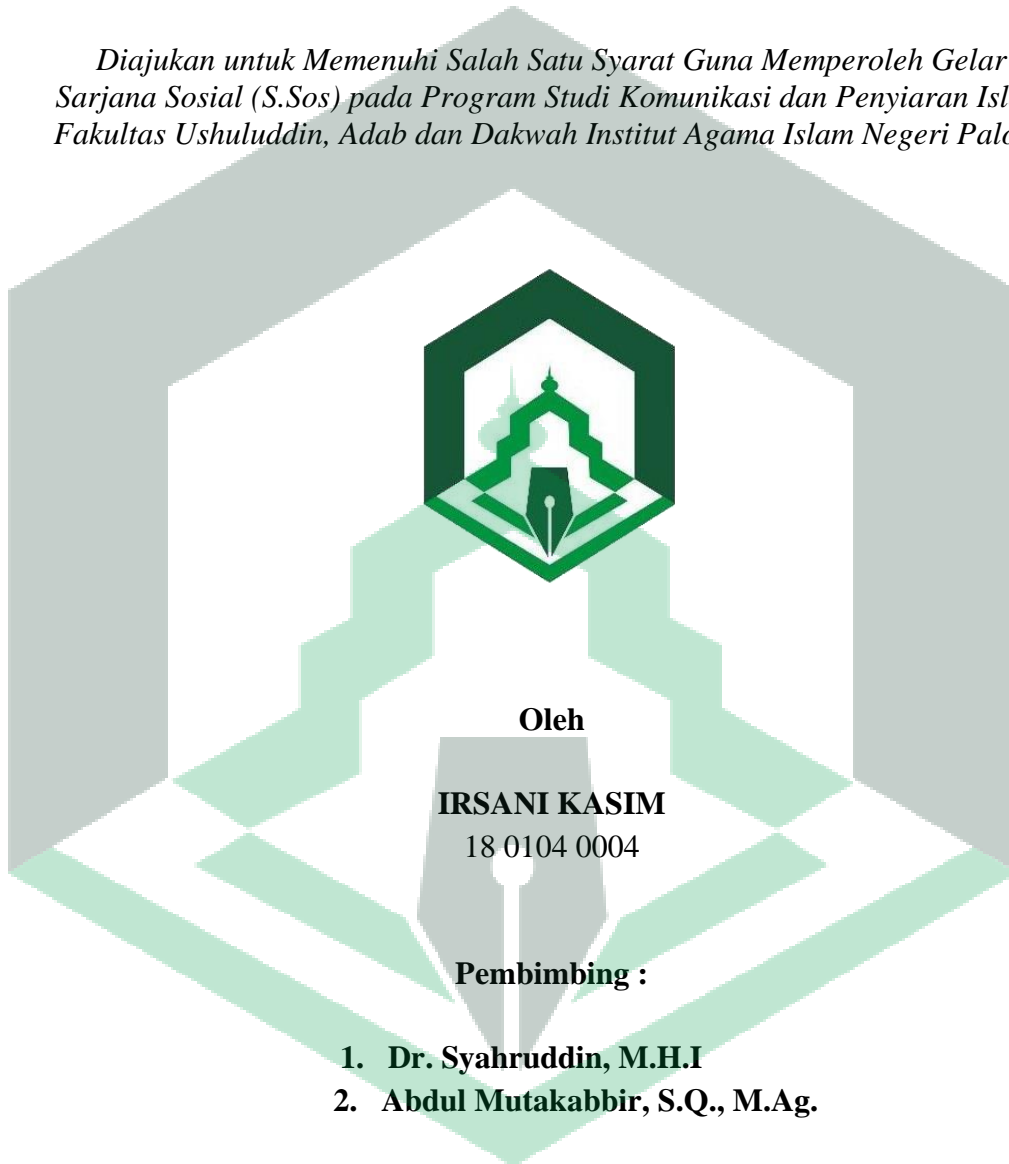 Diajukan untuk Memenuhi Salah Satu Syarat Guna Memperoleh Gelar
Sarjana Sosial (S.Sos) pada Program Studi Komunikasi dan Penyiaran
Fakultas Ushuluddin, Adab dan Dakwah Institut Agama Islam Negeri
Oleh
IRSANI KASIM
18 0104 0004
Pembimbing :
1. Dr. Syahruddin, M.H.I
2. Abdul Mutakabbir, S.Q., M.Ag.